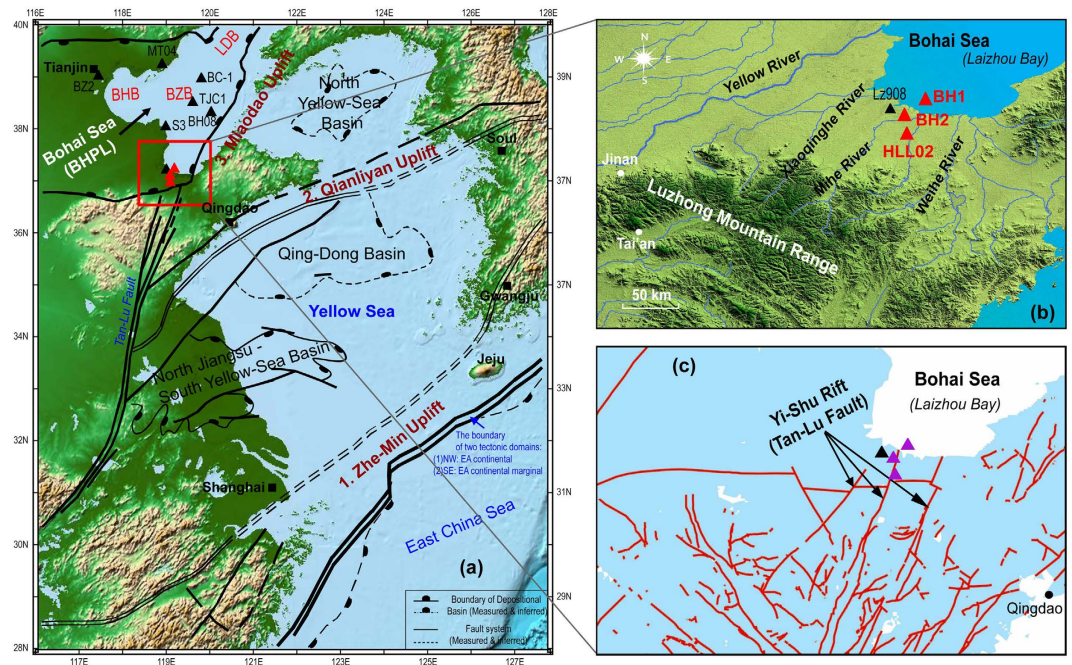 116E
118E
120E
122E
124E
126E
128E
40N
38N
36N
34N
32N
30N
28N
39N
37N
35N
37N
33N
31N
29N
117E
119E
121E
123E
125E
127E
MT04
LDB
Tianjin
BZ2
BC-1
BHB
BZB
TJC1
BH08
S3
Bohai Sea
(BHPL)
3. Miaodao Uplift
North
Yellow-Sea
Basin
Soul
2. Qianliyan Uplift
Qingdao
Qing-Dong Basin
Gwangju
Tan-Lu Fault
Yellow Sea
North Jiangsu -
South Yellow-Sea Basin
Jeju
1. Zhe-Min Uplift
The boundary
of two tectonic domains:
(1)NW: EA continental
(2)SE: EA continental marginal
Shanghai
East China Sea
(a)
Boundary of Depositional
Basin (Measured & inferred)
Fault system
(Measured & inferred)
N
W
E
S
Bohai Sea
(Laizhou Bay)
Yellow River
Lz908
BH1
BH2
HLL02
Xiaoqinghe River
Mihe River
Weihe River
Jinan
Luzhong Mountain Range
Tai'an
50 km
(b)
(c)
Bohai Sea
(Laizhou Bay)
Yi-Shu Rift
(Tan-Lu Fault)
Qingdao